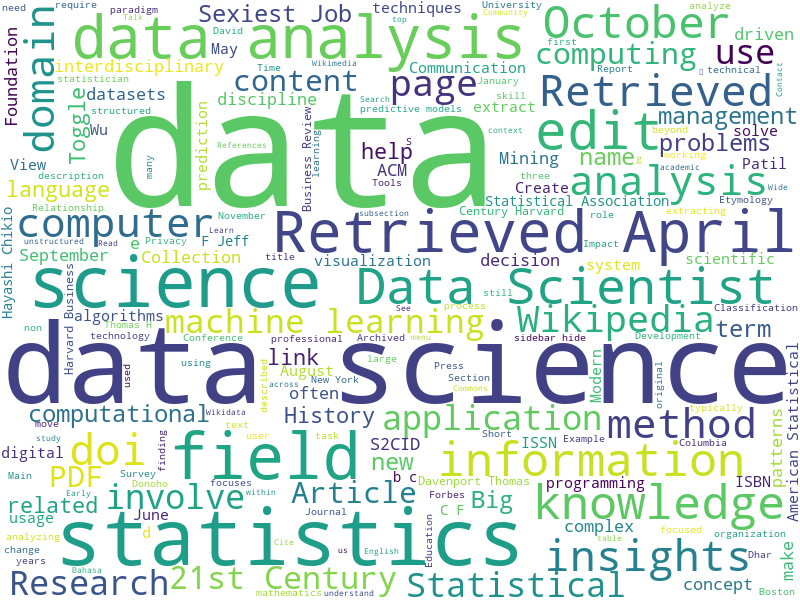 need
require
paradigm
Sexiest Job
techniques
top
University
Community
analyze
October
David
Talk
Wikimedia
data analysis
May
driven
Foundation
domain
statistician
Time
first
Report
technical
computing
use
interdisciplinary
Communication
January
Contact
content
page
Retrieved
datasets
Toggle
discipline
skill
extract
structured
Search
predictive models
management
Wu
data
edit
References
context
beyond
solve
prediction
Business Review
learning
s
help
problems
View
many
Mining
name
g
working
Patil
description
ACM
Tools
three
academic
language
Create
analysis
Wide
Relationship
Statistical Association
Etymology
computer
November
Learn
Century Harvard
role
extracting
Hayashi Chikio
subsection
Retrieved April
unstructured
Read
e
Privacy
F Jeff
title
Impact
September
Collection
visualization
decision
system
scientific
science
Data Scientist
See
still
process
non
algorithms
machine learning
Wikipedia
Classification
Harvard Business
Thomas H
term
technology
Conference
professional
Archived
menu
sidebar hide
Development
using
link
large
data science
used
August
described
across
New York
Press
Section
Commons
often
Modern
original
typically
American Statistical
computational
Wikidata
History
application
method
move
text
Short
ISSN
Example
Columbia
digital
study
finding
user
task
S2CID
doi
field
new
information
patterns
Main
Survey
focuses
b c
programming
ISBN
PDF
Donoho
within
Article
Davenport Thomas
related
Early
involve
Forbes
Big
knowledge
usage
June
Journal
C F
complex
focused
organization
analyzing
d
Cite
us
English
Education
table
change
statistics
insights
Dhar
make
years
Bahasa
Research
21st Century
mathematics
understand
Statistical
concept
Boston